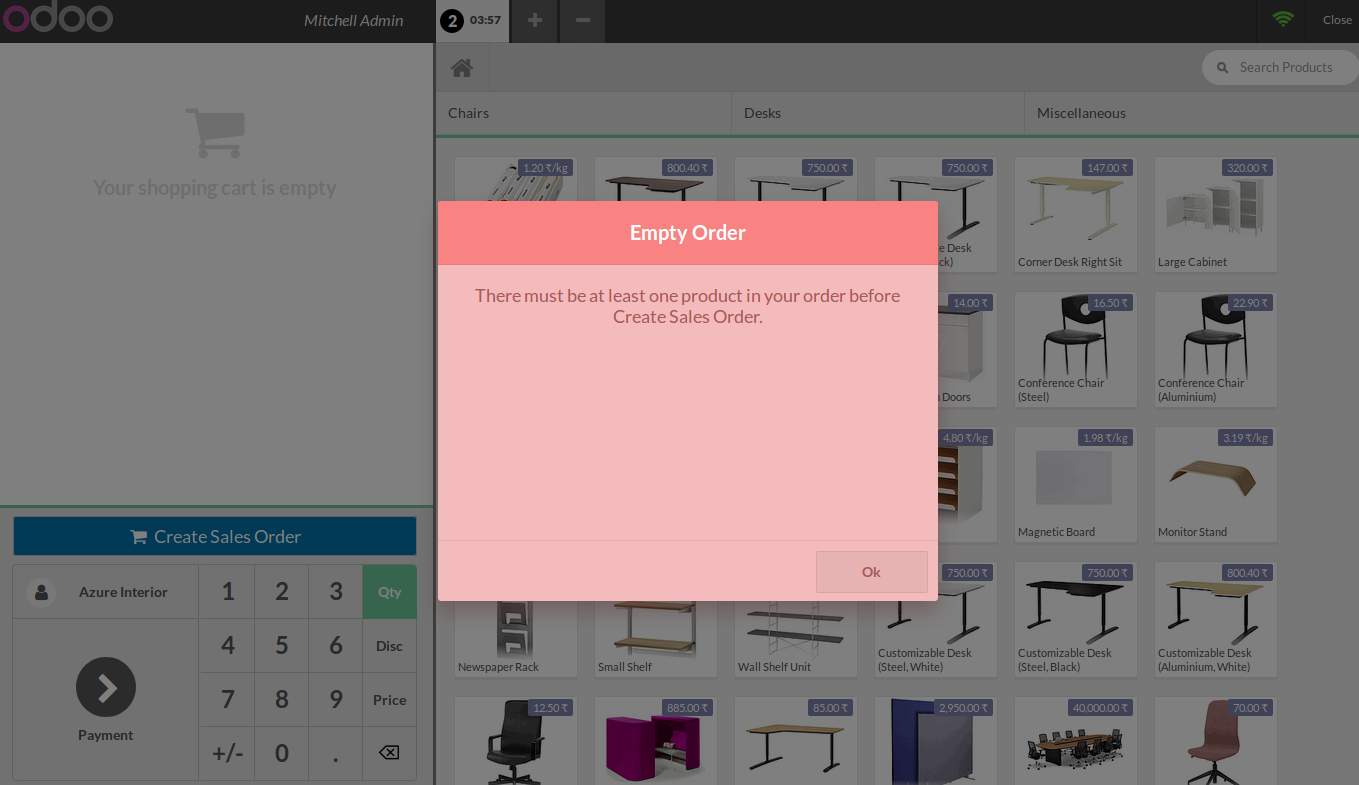 odoo
Mitchell Admin
2 03:57
Close
Search Products
Chairs
Desks
Miscellaneous
Your shopping cart is empty
1.20 ₹/kg
800.40 ₹
750.00 ₹
750.00 ₹
147.00 ₹
320.00 ₹
e Desk
ck)
Corner Desk Right Sit
Large Cabinet
Empty Order
There must be at least one product in your order before
Create Sales Order.
Ok
14.00 ₹
16.50 ₹
22.90 ₹
Doors
Conference Chair
(Steel)
Conference Chair
(Aluminium)
4.80 ₹/kg
1.98 ₹/kg
3.19 ₹/kg
Magnetic Board
Monitor Stand
750.00 ₹
750.00 ₹
800.40 ₹
Newspaper Rack
Small Shelf
Wall Shelf Unit
Customizable Desk
(Steel, White)
Customizable Desk
(Steel, Black)
Customizable Desk
(Aluminium, White)
12.50 ₹
885.00 ₹
85.00 ₹
2,950.00 ₹
40,000.00 ₹
70.00 ₹
Create Sales Order
Azure Interior
1 2 3 Qty
4 5 6 Disc
7 8 9 Price
+/- 0 .
Payment